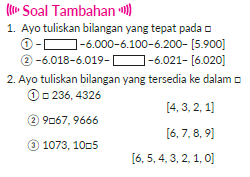 Soal Tambahan
1. Ayo tuliskan bilangan yang tepat pada □
① – □ –6.000–6.100–6.200– [5.900]
② –6.018–6.019– □ –6.021– [6.020]
2. Ayo tuliskan bilangan yang tersedia ke dalam □
① □ 236, 4326
[4, 3, 2, 1]
② 9□67, 9666
[6, 7, 8, 9]
③ 1073, 10□5
[6, 5, 4, 3, 2, 1, 0]